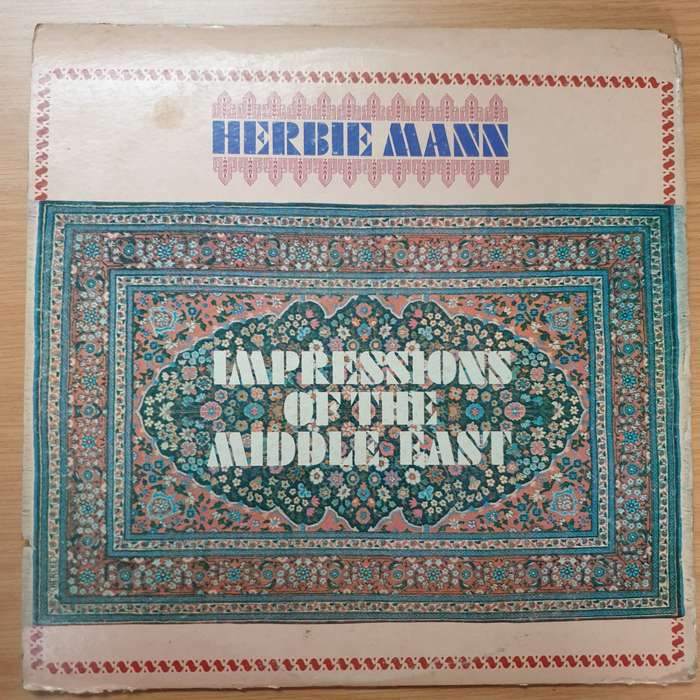 HERBIE MANN
IMPRESSIONS
OF THE
MIDDLE EAST